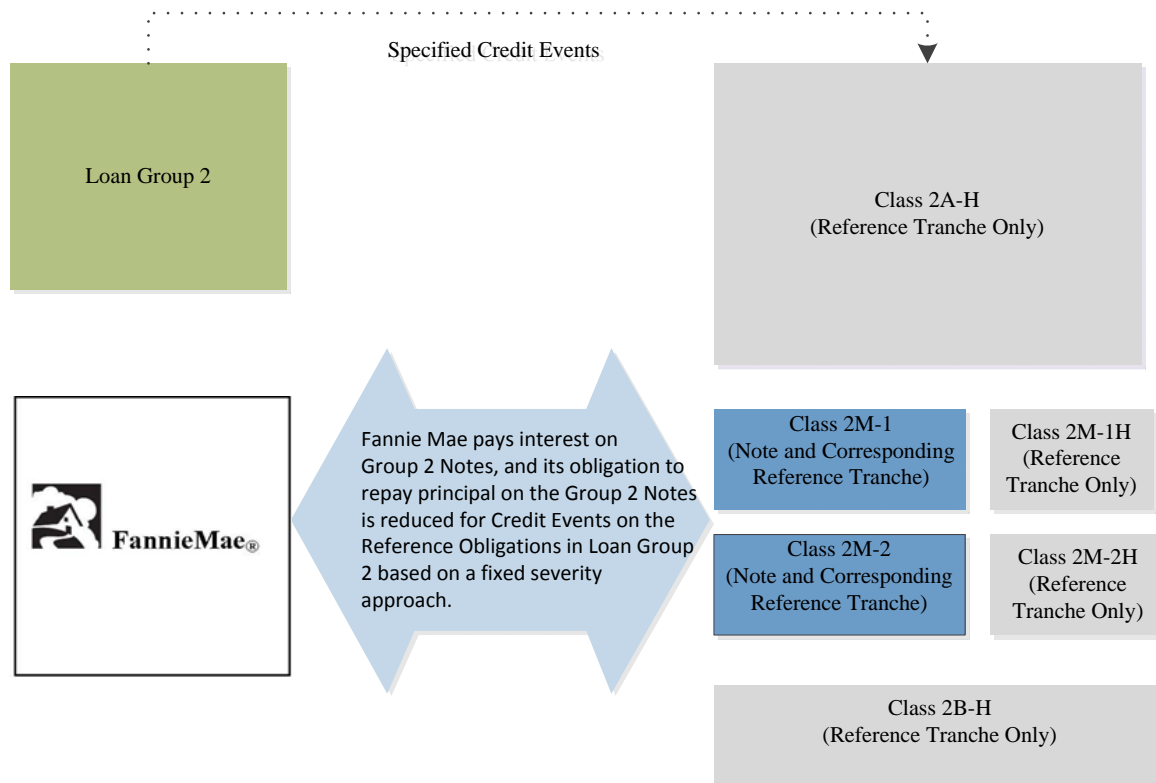 Specified Credit Events
Loan Group 2
Class 2A-H
(Reference Tranche Only)
FannieMae®
Fannie Mae pays interest on
Group 2 Notes, and its obligation to
repay principal on the Group 2 Notes
is reduced for Credit Events on the
Reference Obligations in Loan Group
2 based on a fixed severity
approach.
Class 2M-1
(Note and Corresponding
Reference Tranche)
Class 2M-1H
(Reference
Tranche Only)
Class 2M-2
(Note and Corresponding
Reference Tranche)
Class 2M-2H
(Reference
Tranche Only)
Class 2B-H
(Reference Tranche Only)